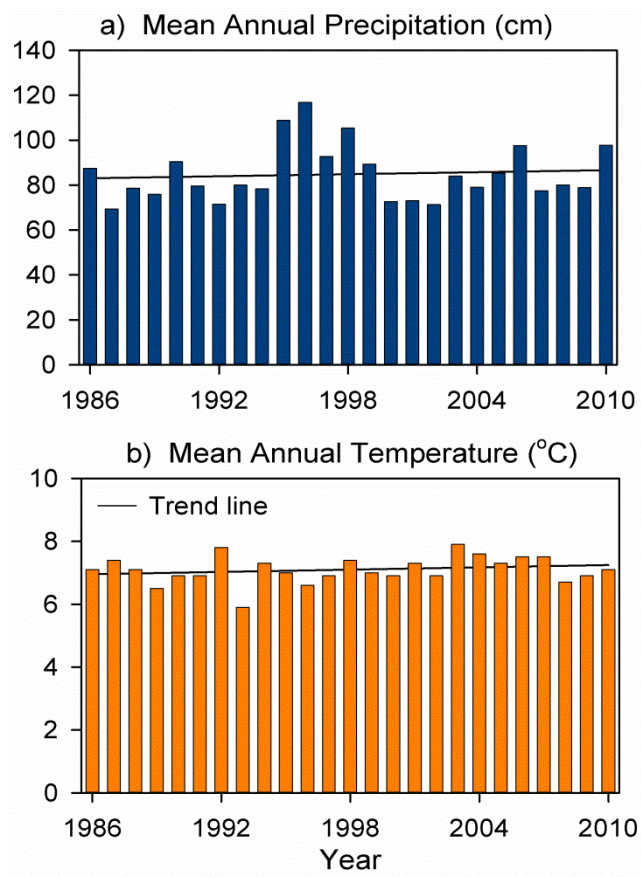 a) Mean Annual Precipitation (cm)
140
120
100
80
60
40
20
0
1986 1992 1998 2004 2010
b) Mean Annual Temperature (°C)
10
Trend line
8
6
4
2
0
1986 1992 1998 2004 2010
Year